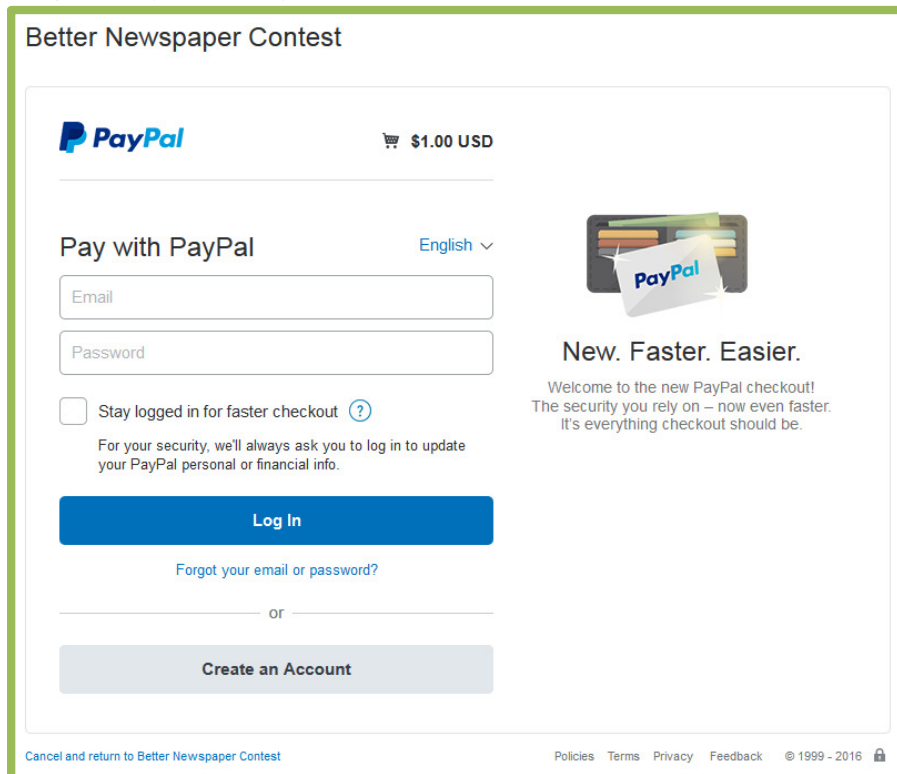 Better Newspaper Contest
PayPal
$1.00 USD
Pay with PayPal
English
Email
Password
Stay logged in for faster checkout ?
For your security, we'll always ask you to log in to update
your PayPal personal or financial info.
Log In
Forgot your email or password?
or
Create an Account
PayPal
New. Faster. Easier.
Welcome to the new PayPal checkout!
The security you rely on – now even faster.
It's everything checkout should be.
Cancel and return to Better Newspaper Contest
Policies Terms Privacy Feedback © 1999 - 2016